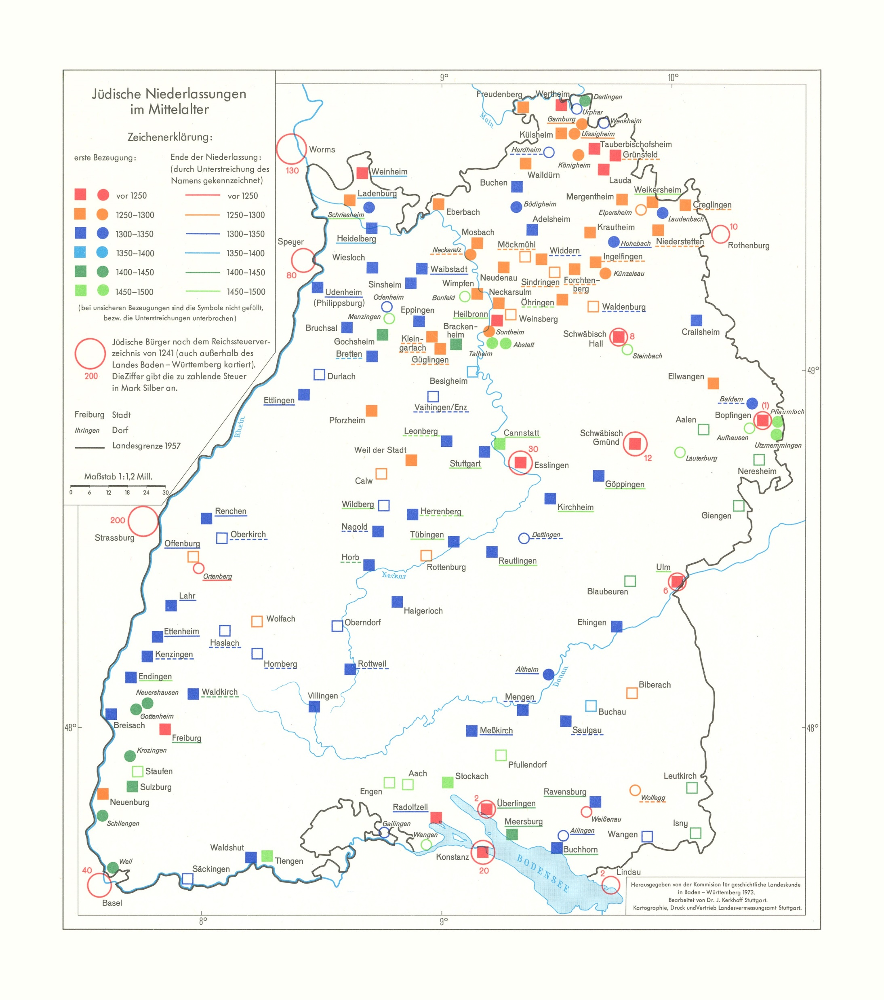 Jüdische Niederlassungen
im Mittelalter
Zeichenerklärung:
erste Bezeugung:
Ende der Niederlassung:
(durch Unterstreichung des
Namens gekennzeichnet)
vor 1250
vor 1250
1250–1300
1250–1300
1300–1350
1300–1350
1350–1400
1350–1400
1400–1450
1400–1450
1450–1500
1450–1500
(bei unsicheren Bezeugungen sind die Symbole nicht gefüllt,
bezw. die Unterstreichungen unterbrochen)
Jüdische Bürger nach dem Reichssteuerver-
zeichnis von 1241 (auch außerhalb des
Landes Baden – Württemberg kartiert).
DieZiffer gibt die zu zahlende Steuer
in Mark Silber an.
200
Freiburg Stadt
Ihringen Dorf
Landesgrenze 1957
Maßstab 1:1,2 Mill.
0 6 12 18 24 30
9°
10°
Freudenberg
Wertheim
Dertingen
Urphar
Main
Gamburg
Wenkheim
Külsheim
Uissigheim
Worms
130
Hardheim
Tauberbischofsheim
Grünsfeld
Königheim
Walldürn
Lauda
Weinheim
Buchen
Weikersheim
Ladenburg
Mergentheim
Creglingen
Schriesheim
Eberbach
Bödigheim
Elpersheim
Laudenbach
Adelsheim
Heidelberg
Mosbach
Krautheim
10
Rothenburg
Speyer
80
Möckmühl
Hohebach
Niederstetten
Neckarelz
Widdern
Ingelfingen
Wiesloch
Waibstadt
Neudenau
Künzelsau
Sindringen
Forchten-
berg
Sinsheim
Wimpfen
Udenheim
(Philippsburg)
Odenheim
Bonfeld
Neckarsulm
Öhringen
Waldenburg
Menzingen
Eppingen
Heilbronn
Weinsberg
Bruchsal
Bracken-
heim
Sontheim
Crailsheim
Gochsheim
Klein-
gartach
Abstatt
Talheim
Schwäbisch
Hall
8
Steinbach
Bretten
Güglingen
Durlach
Besigheim
Ellwangen
49°
Ettlingen
Vaihingen/Enz
Baldern
(1)
Pflaumloch
Bopfingen
Pforzheim
Aalen
Aufhausen
Utzmemmingen
Rhein
Leonberg
Cannstatt
Schwäbisch
Gmünd
12
Weil der Stadt
30
Esslingen
Lauterburg
Stuttgart
Neresheim
Calw
Göppingen
Wildberg
Herrenberg
Kirchheim
Giengen
200
Strassburg
Renchen
Oberkirch
Nagold
Tübingen
Dettingen
Offenburg
Ortenberg
Horb
Rottenburg
Reutlingen
Neckar
Ulm
6
Blaubeuren
Lahr
Haigerloch
Wolfach
Oberndorf
Ehingen
Ettenheim
Haslach
Kenzingen
Hornberg
Rottweil
Altheim
Donau
Endingen
Neuershausen
Waldkirch
Villingen
Mengen
Biberach
Gottenheim
Buchau
Breisach
48°
48°
Freiburg
Meßkirch
Saulgau
Krozingen
Pfullendorf
Staufen
Aach
Stockach
Leutkirch
Sulzburg
Engen
Ravensburg
Wolfegg
Neuenburg
Radolfzell
2
Überlingen
Schliengen
Gailingen
Wangen
Meersburg
Weißenau
Isny
Ailingen
Wangen
Waldshut
Tiengen
Konstanz
20
Buchhorn
Weil
40
Säckingen
BODENSEE
2
Lindau
Basel
Herausgegeben von der Kommision für geschichtliche Landeskunde
in Baden – Württemberg 1973.
Bearbeitet von Dr. J. Kerkhoff Stuttgart.
Kartographie, Druck undVertrieb Landesvermessungsamt Stuttgart.
8°
9°